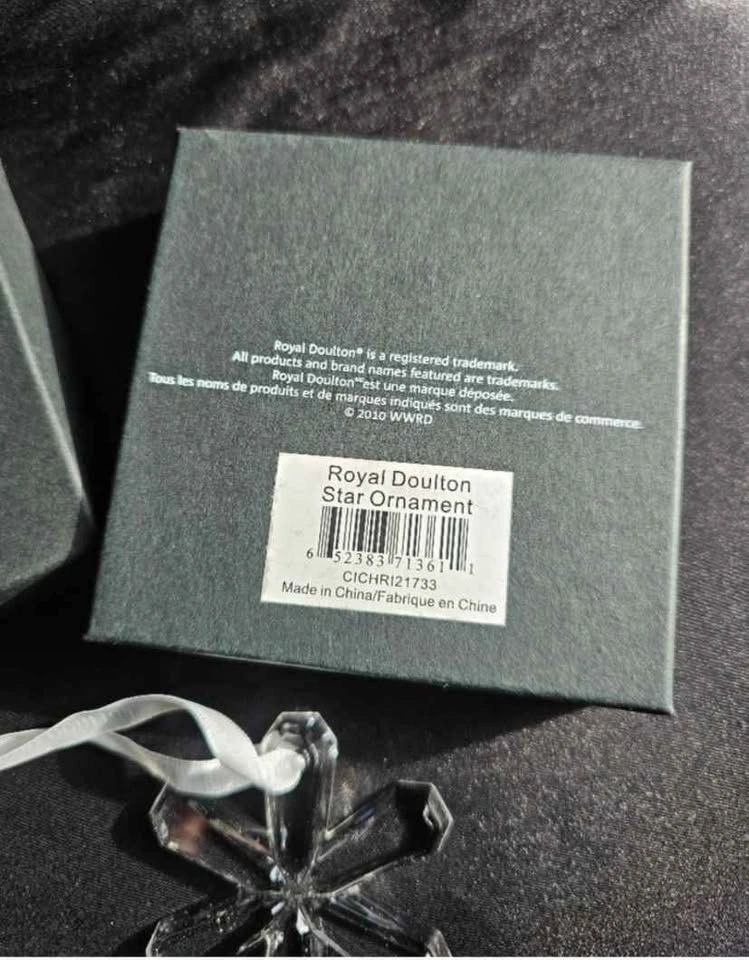 Royal Doulton® is a registered trademark.
All products and brand names featured are trademarks.
Royal Doulton™est une marque déposée.
Tous les noms de produits et de marques indiqués sont des marques de commerce.
© 2010 WWRD
Royal Doulton
Star Ornament
6 52383 71361 1
CICHRI21733
Made in China/Fabrique en Chine